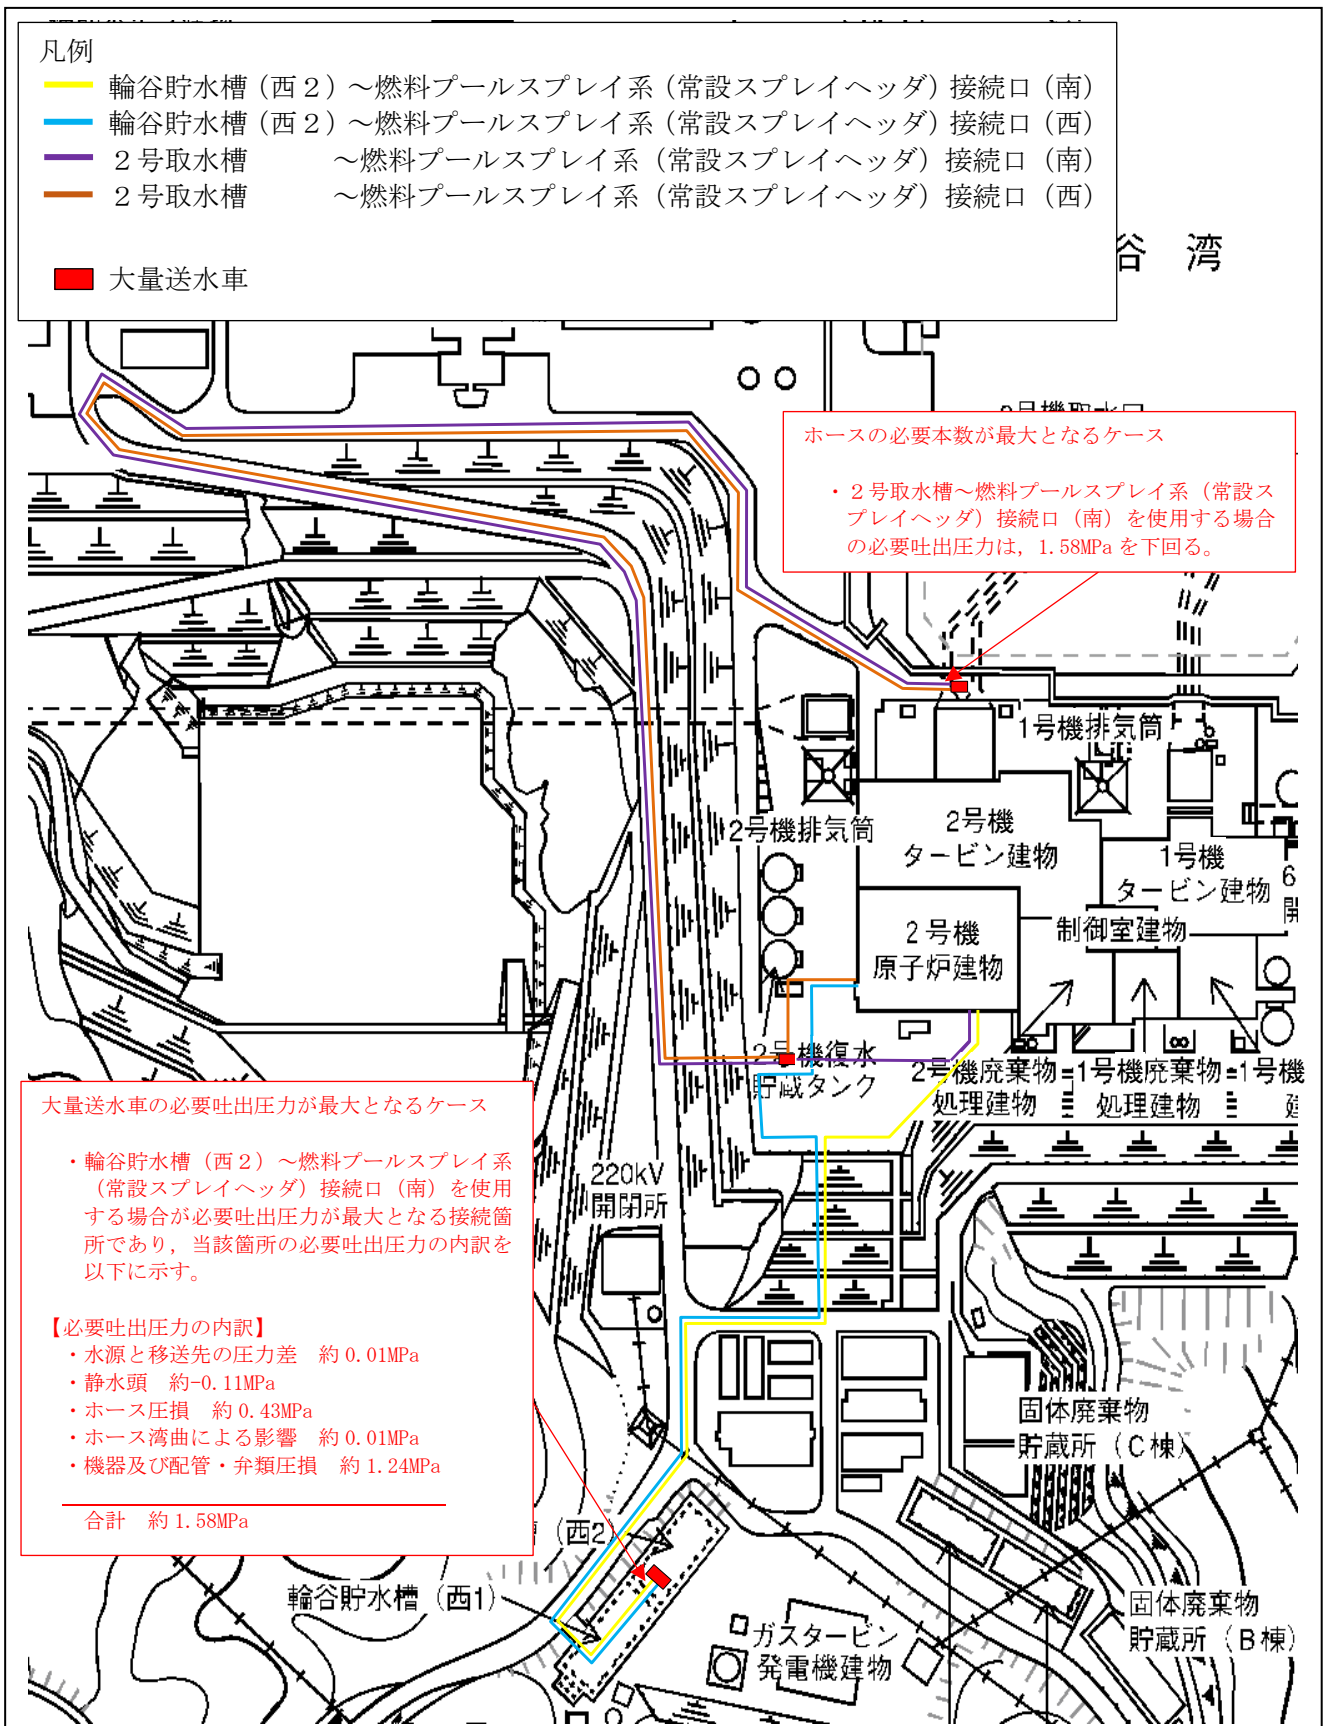 凡例
輪谷貯水槽（西２）～燃料プールスプレイ系（常設スプレイヘッダ）接続口（南）
輪谷貯水槽（西２）～燃料プールスプレイ系（常設スプレイヘッダ）接続口（西）
２号取水槽　　　～燃料プールスプレイ系（常設スプレイヘッダ）接続口（南）
２号取水槽　　　～燃料プールスプレイ系（常設スプレイヘッダ）接続口（西）
大量送水車
谷 湾
ホースの必要本数が最大となるケース
・２号取水槽～燃料プールスプレイ系（常設ス
プレイヘッダ）接続口（南）を使用する場合
の必要吐出圧力は，1.58MPa を下回る。
1号機排気筒
2号機排気筒
2号機
タービン建物
1号機
タービン建物
6
開
制御室建物
２号機
原子炉建物
2号機復水
貯蔵タンク
2号機廃棄物
処理建物
1号機廃棄物
処理建物
1号機
大量送水車の必要吐出圧力が最大となるケース
・輪谷貯水槽（西２）～燃料プールスプレイ系
（常設スプレイヘッダ）接続口（南）を使用
する場合が必要吐出圧力が最大となる接続箇
所であり，当該箇所の必要吐出圧力の内訳を
以下に示す。
【必要吐出圧力の内訳】
・水源と移送先の圧力差　約 0.01MPa
・静水頭　約-0.11MPa
・ホース圧損　約 0.43MPa
・ホース湾曲による影響　約 0.01MPa
・機器及び配管・弁類圧損　約 1.24MPa
合計　約 1.58MPa
220kV
開閉所
固体廃棄物
貯蔵所（C棟）
（西2）
輪谷貯水槽（西1）
ガスタービン
発電機建物
固体廃棄物
貯蔵所（B棟）